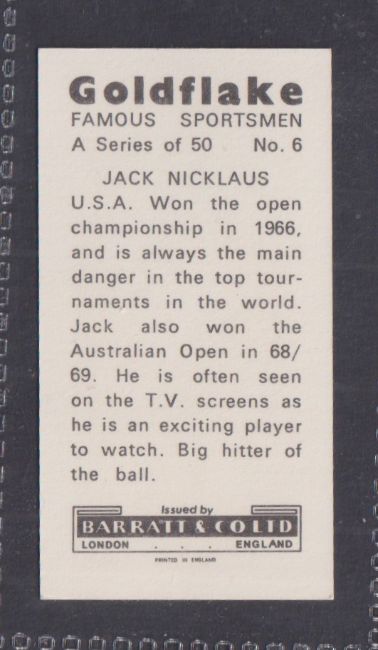 Goldflake
FAMOUS SPORTSMEN
A Series of 50 No. 6
JACK NICKLAUS
U.S.A. Won the open
championship in 1966,
and is always the main
danger in the top tour-
naments in the world.
Jack also won the
Australian Open in 68/
69. He is often seen
on the T.V. screens as
he is an exciting player
to watch. Big hitter of
the ball.
Issued by
BARRATT & CO LTD
LONDON . . . ENGLAND
PRINTED IN ENGLAND